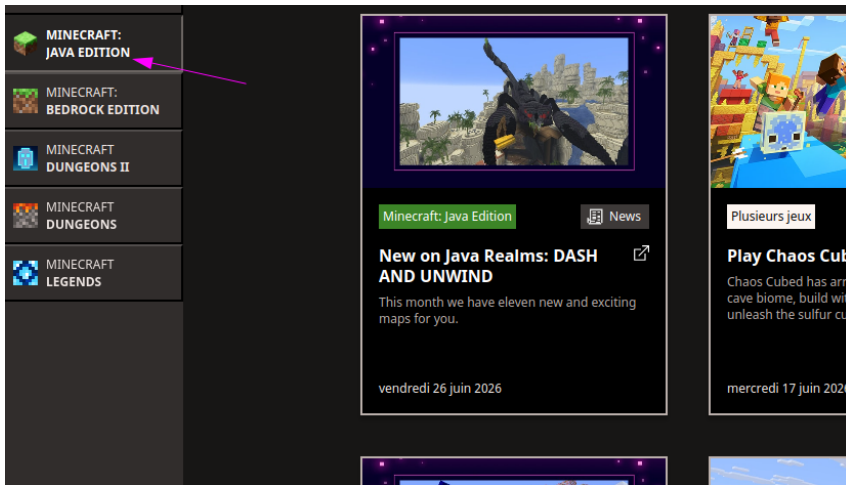 MINECRAFT:
JAVA EDITION
MINECRAFT:
BEDROCK EDITION
MINECRAFT
DUNGEONS II
MINECRAFT
DUNGEONS
MINECRAFT
LEGENDS
Minecraft: Java Edition
News
New on Java Realms: DASH
AND UNWIND
This month we have eleven new and exciting
maps for you.
vendredi 26 juin 2026
Plusieurs jeux
Play Chaos Cub
Chaos Cubed has arr
cave biome, build wi
unleash the sulfur cu
mercredi 17 juin 2026